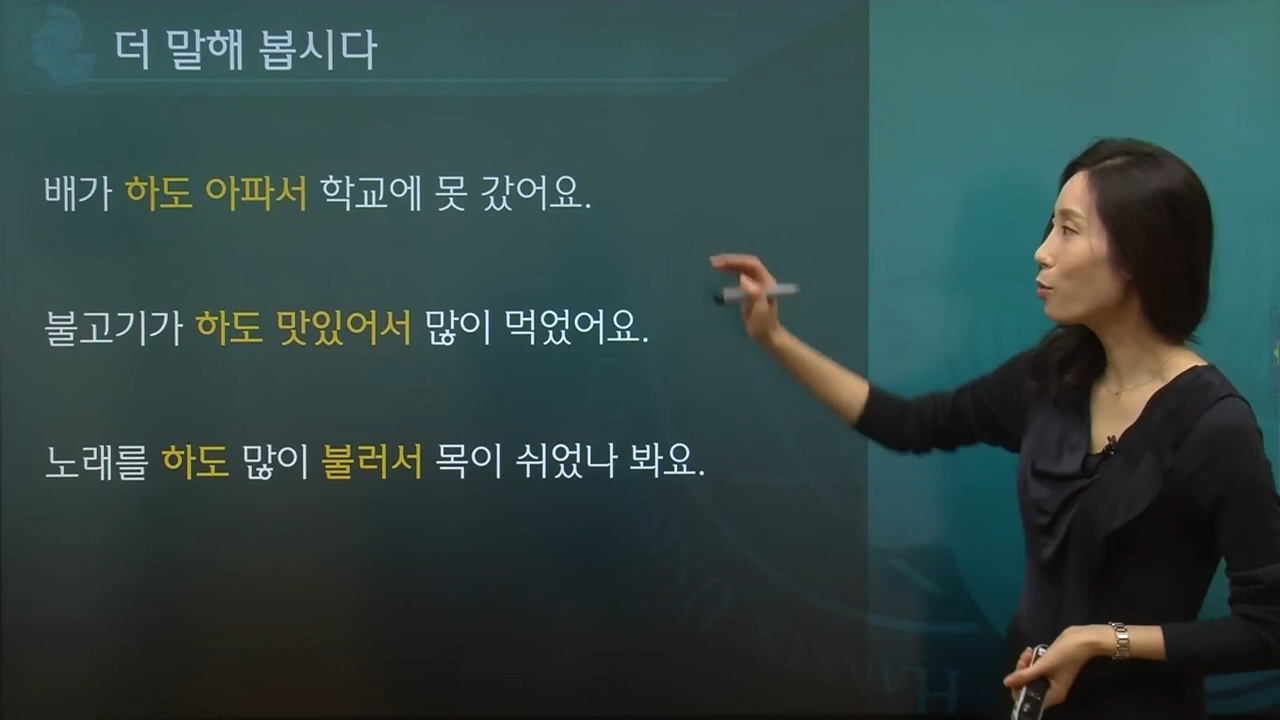 더 말해 봅시다
배가 하도 아파서 학교에 못 갔어요.
불고기가 하도 맛있어서 많이 먹었어요.
노래를 하도 많이 불러서 목이 쉬었나 봐요.